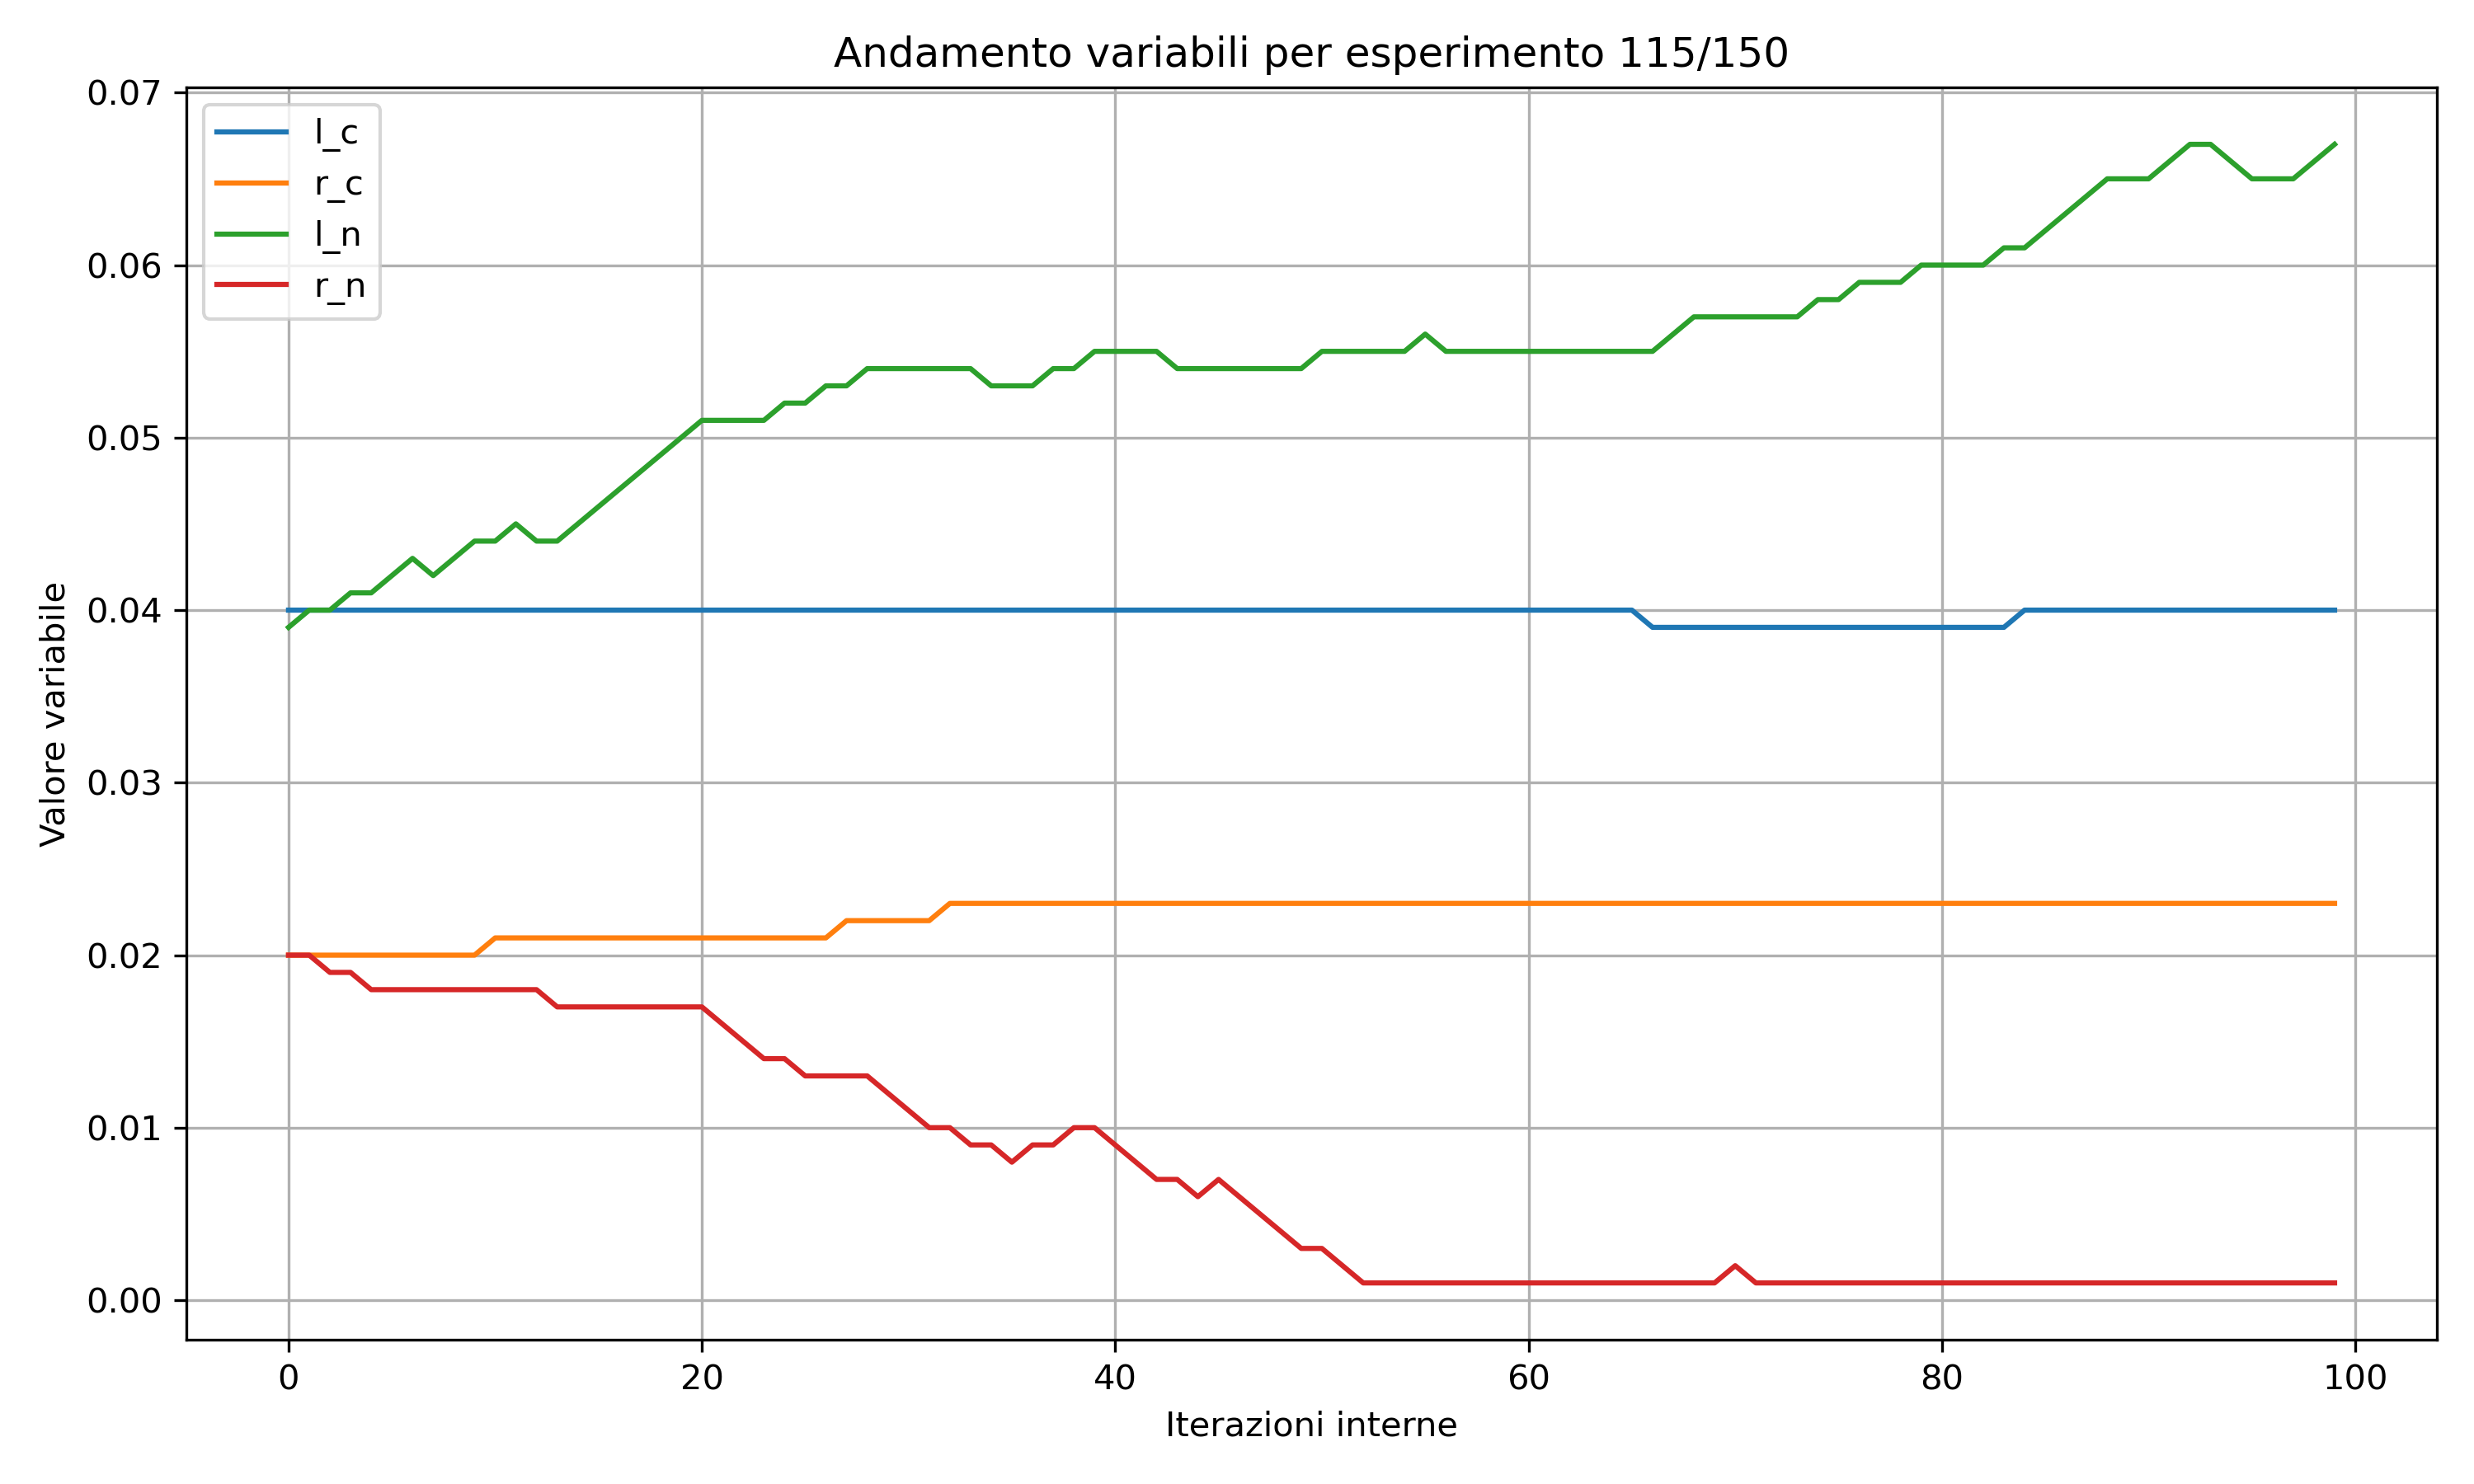 Andamento variabili per esperimento 115/150
l_c
r_c
l_n
r_n
Valore variabile
0.07
0.06
0.05
0.04
0.03
0.02
0.01
0.00
0 20 40 60 80 100
Iterazioni interne